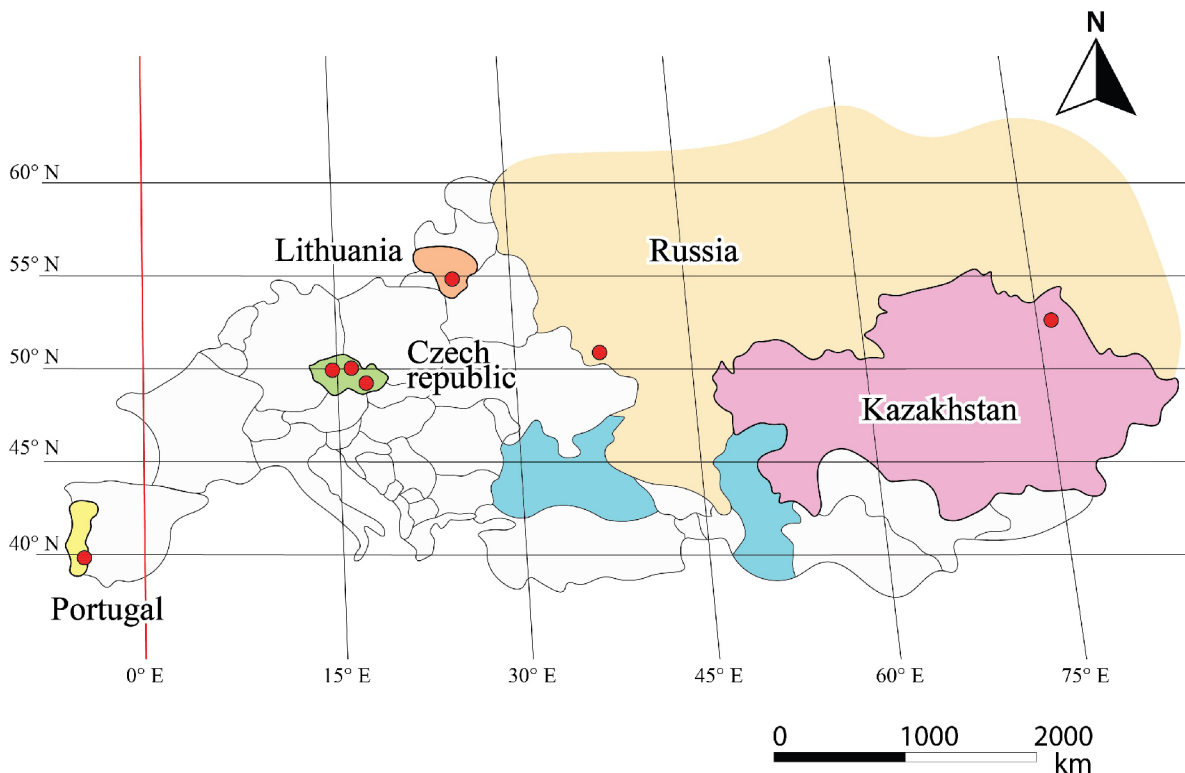 N
60° N
Lithuania
Russia
55° N
50° N
Czech
republic
Kazakhstan
45° N
40° N
Portugal
0° E
15° E
30° E
45° E
60° E
75° E
0
1000
2000
km